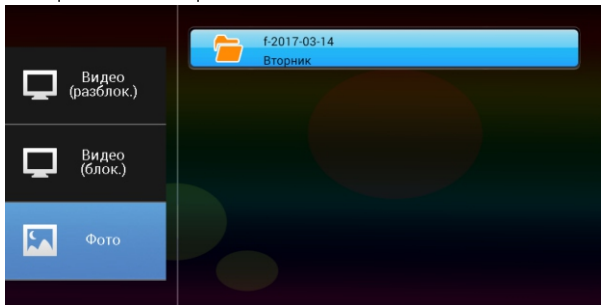 f-2017-03-14
Вторник
Видео
(разблок.)
Видео
(блок.)
Фото